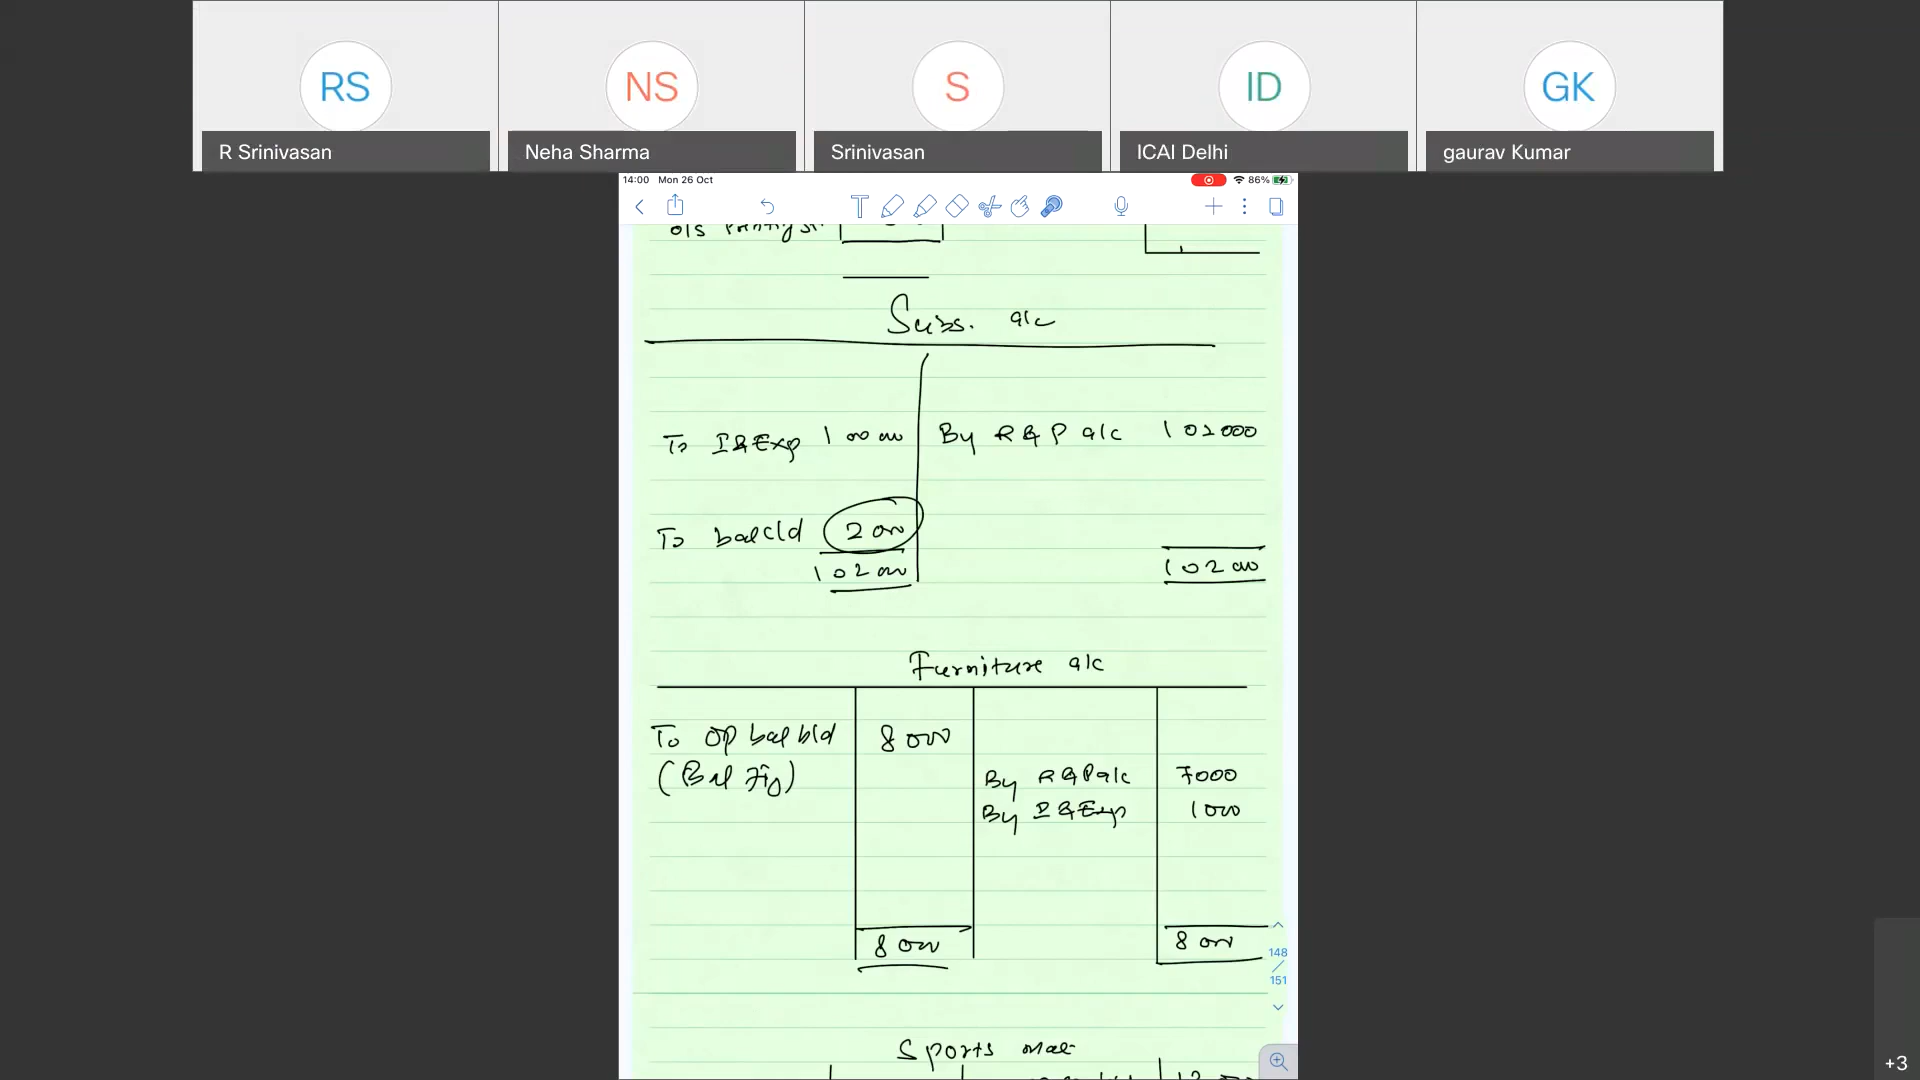 RS
NS
S
ID
GK
R Srinivasan
Neha Sharma
Srinivasan
ICAI Delhi
gaurav Kumar
14:00 Mon 26 Oct
86%
T
Subs. a/c
To I&Exp 100000 By R&P a/c 102000
To bal c/d 2000
102000 102000
Furniture a/c
To op bal b/d 8000
(Bal fig) By R&P a/c 7000
By I&Exp 1000
8000 8000
148
/
151
Sports mat
+3